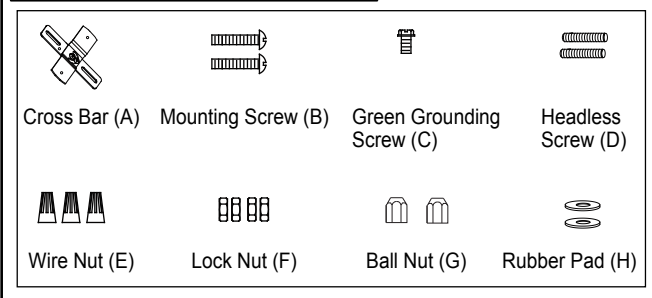 Cross Bar (A)
Mounting Screw (B)
Green Grounding
Screw (C)
Headless
Screw (D)
Wire Nut (E)
Lock Nut (F)
Ball Nut (G)
Rubber Pad (H)